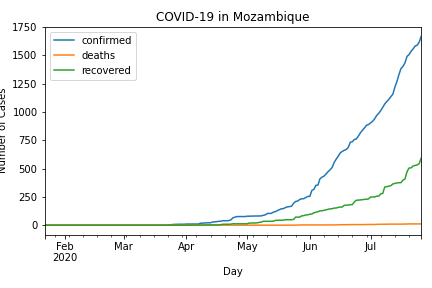 COVID-19 in Mozambique
confirmed
deaths
recovered
1750
1500
1250
1000
750
500
250
0
Number of Cases
Feb
2020
Mar
Apr
May
Jun
Jul
Day